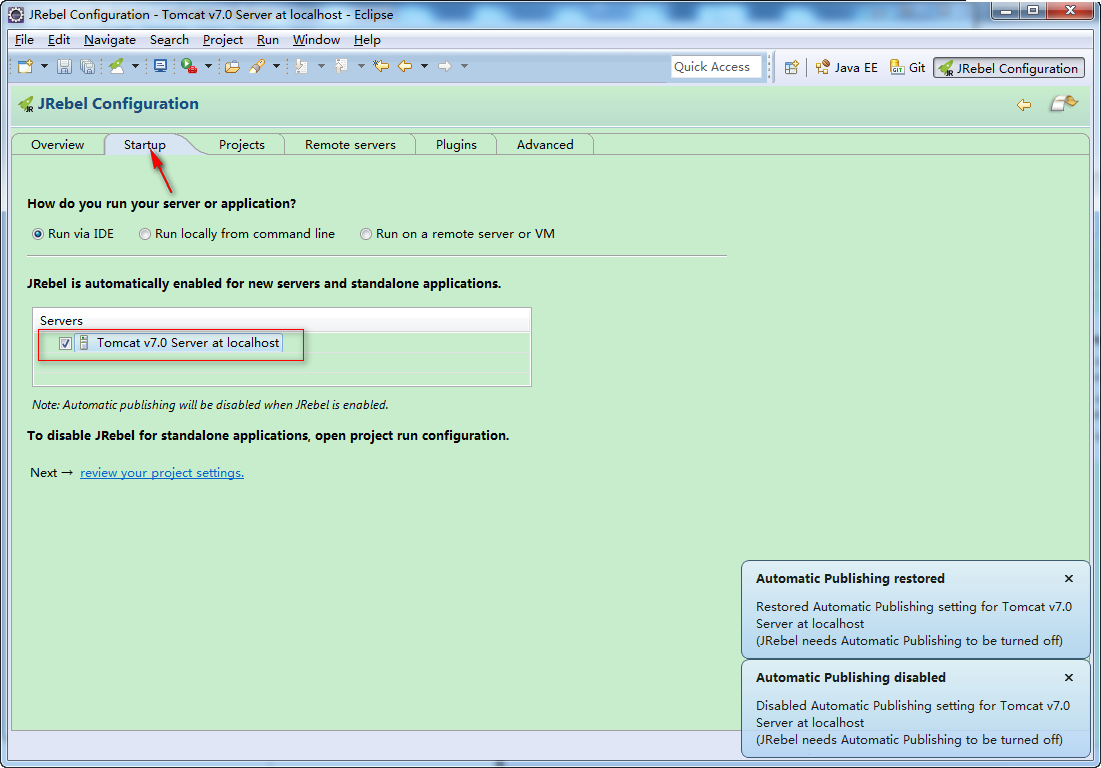 JRebel Configuration - Tomcat v7.0 Server at localhost - Eclipse
File Edit Navigate Search Project Run Window Help
Quick Access Java EE Git JRebel Configuration
JRebel Configuration
Overview Startup Projects Remote servers Plugins Advanced
How do you run your server or application?
Run via IDE Run locally from command line Run on a remote server or VM
JRebel is automatically enabled for new servers and standalone applications.
Servers
Tomcat v7.0 Server at localhost
Note: Automatic publishing will be disabled when JRebel is enabled.
To disable JRebel for standalone applications, open project run configuration.
Next → review your project settings.
Automatic Publishing restored
Restored Automatic Publishing setting for Tomcat v7.0
Server at localhost
(JRebel needs Automatic Publishing to be turned off)
Automatic Publishing disabled
Disabled Automatic Publishing setting for Tomcat v7.0
Server at localhost
(JRebel needs Automatic Publishing to be turned off)